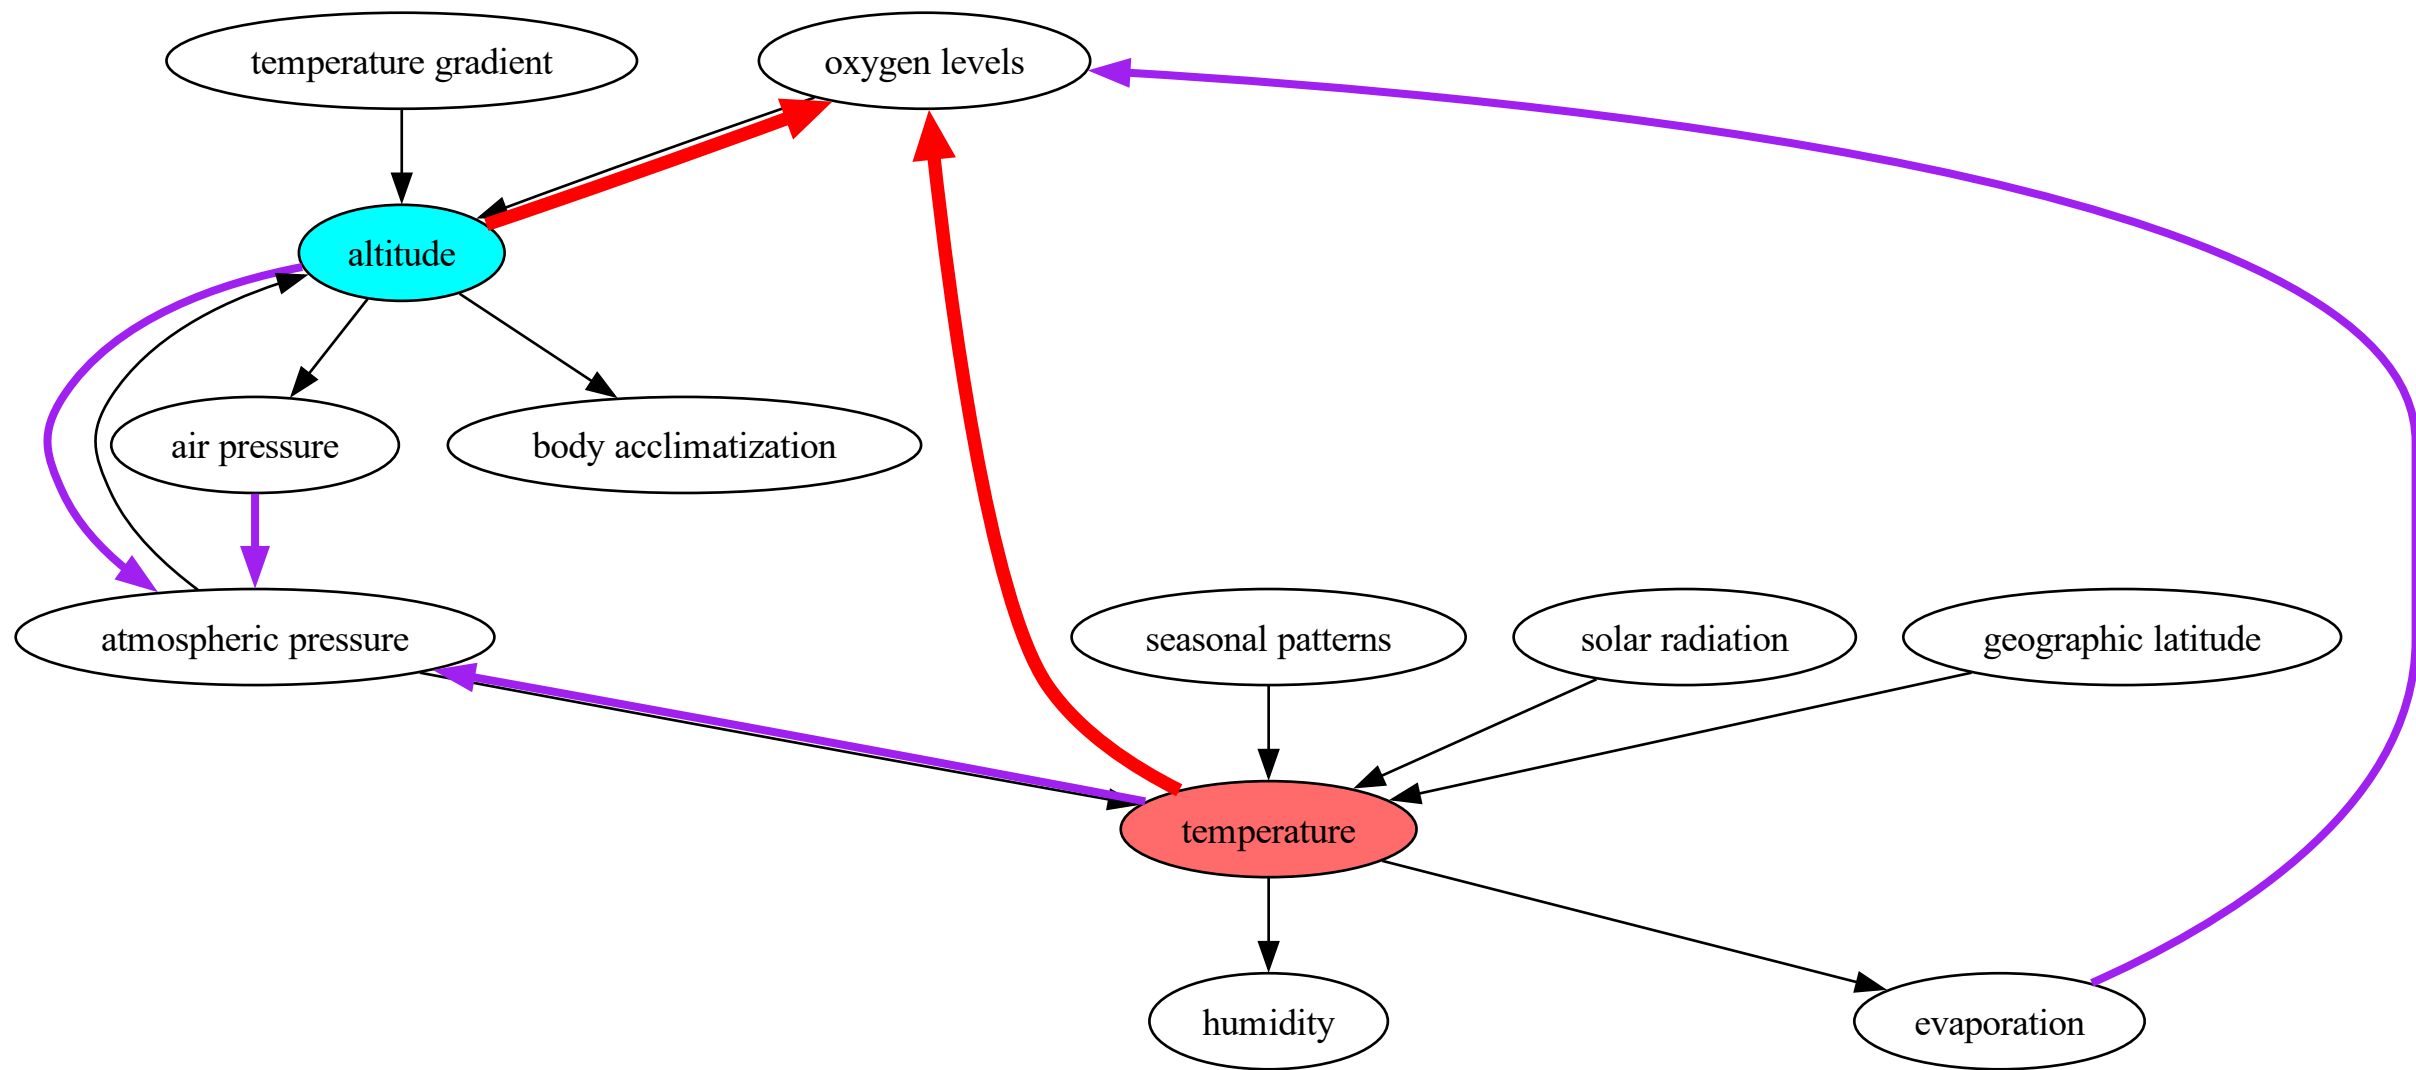 temperature gradient
oxygen levels
altitude
air pressure
body acclimatization
atmospheric pressure
seasonal patterns
solar radiation
geographic latitude
temperature
humidity
evaporation